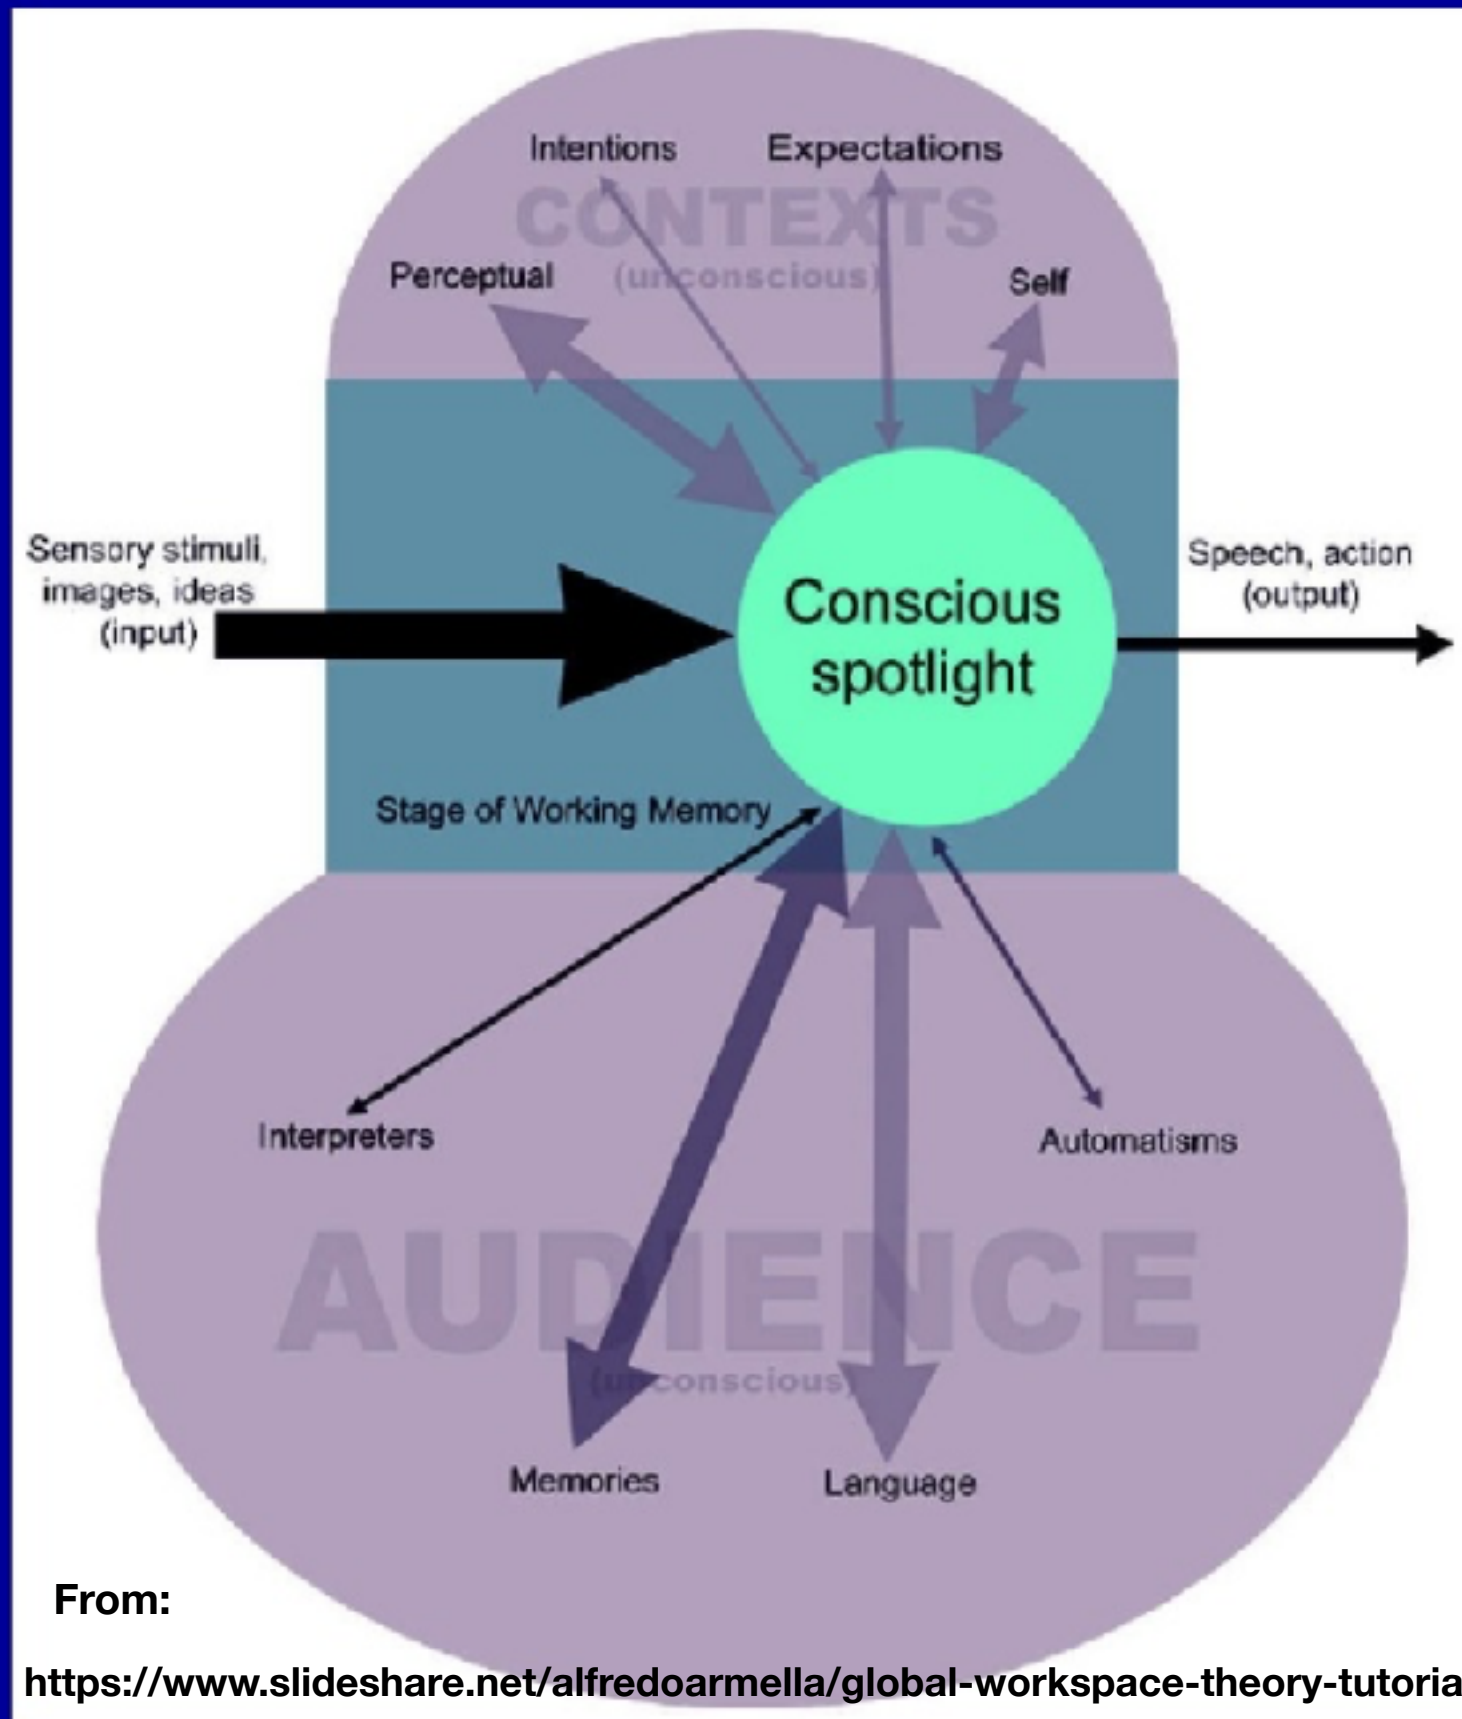 Intentions
Expectations
CONTEXTS
Perceptual
(unconscious)
Self
Sensory stimuli,
images, ideas
(input)
Conscious
spotlight
Speech, action
(output)
Stage of Working Memory
Interpreters
Automatisms
AUDIENCE
(unconscious)
Memories
Language
From:
https://www.slideshare.net/alfredoarmella/global-workspace-theory-tutoria